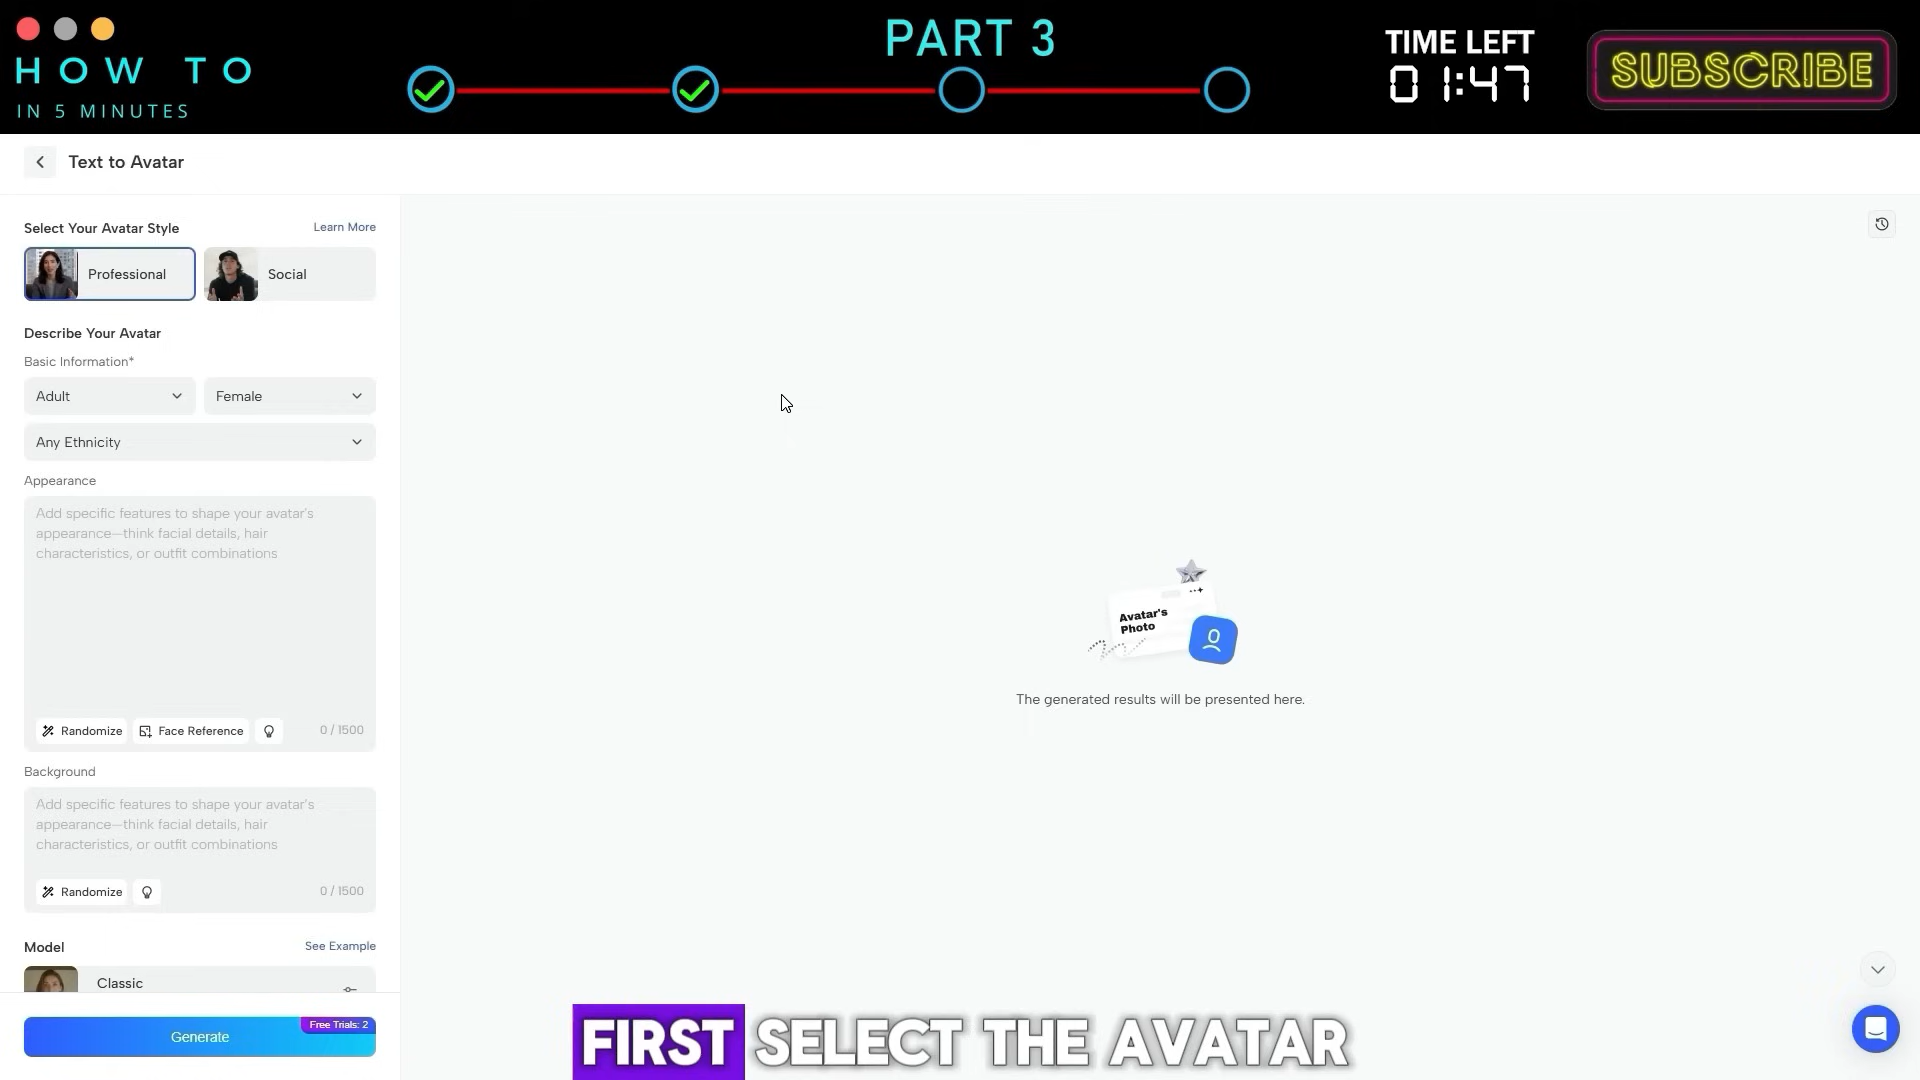 PART 3
TIME LEFT
01:47
SUBSCRIBE
HOW TO
IN 5 MINUTES
Text to Avatar
Select Your Avatar Style
Learn More
Professional
Social
Describe Your Avatar
Basic Information*
Adult
Female
Any Ethnicity
Appearance
Add specific features to shape your avatar's
appearance—think facial details, hair
characteristics, or outfit combinations
Randomize
Face Reference
0 / 1500
Background
Add specific features to shape your avatar's
appearance—think facial details, hair
characteristics, or outfit combinations
Randomize
0 / 1500
Model
See Example
Classic
Free Trials: 2
Generate
Avatar's
Photo
The generated results will be presented here.
FIRST SELECT THE AVATAR